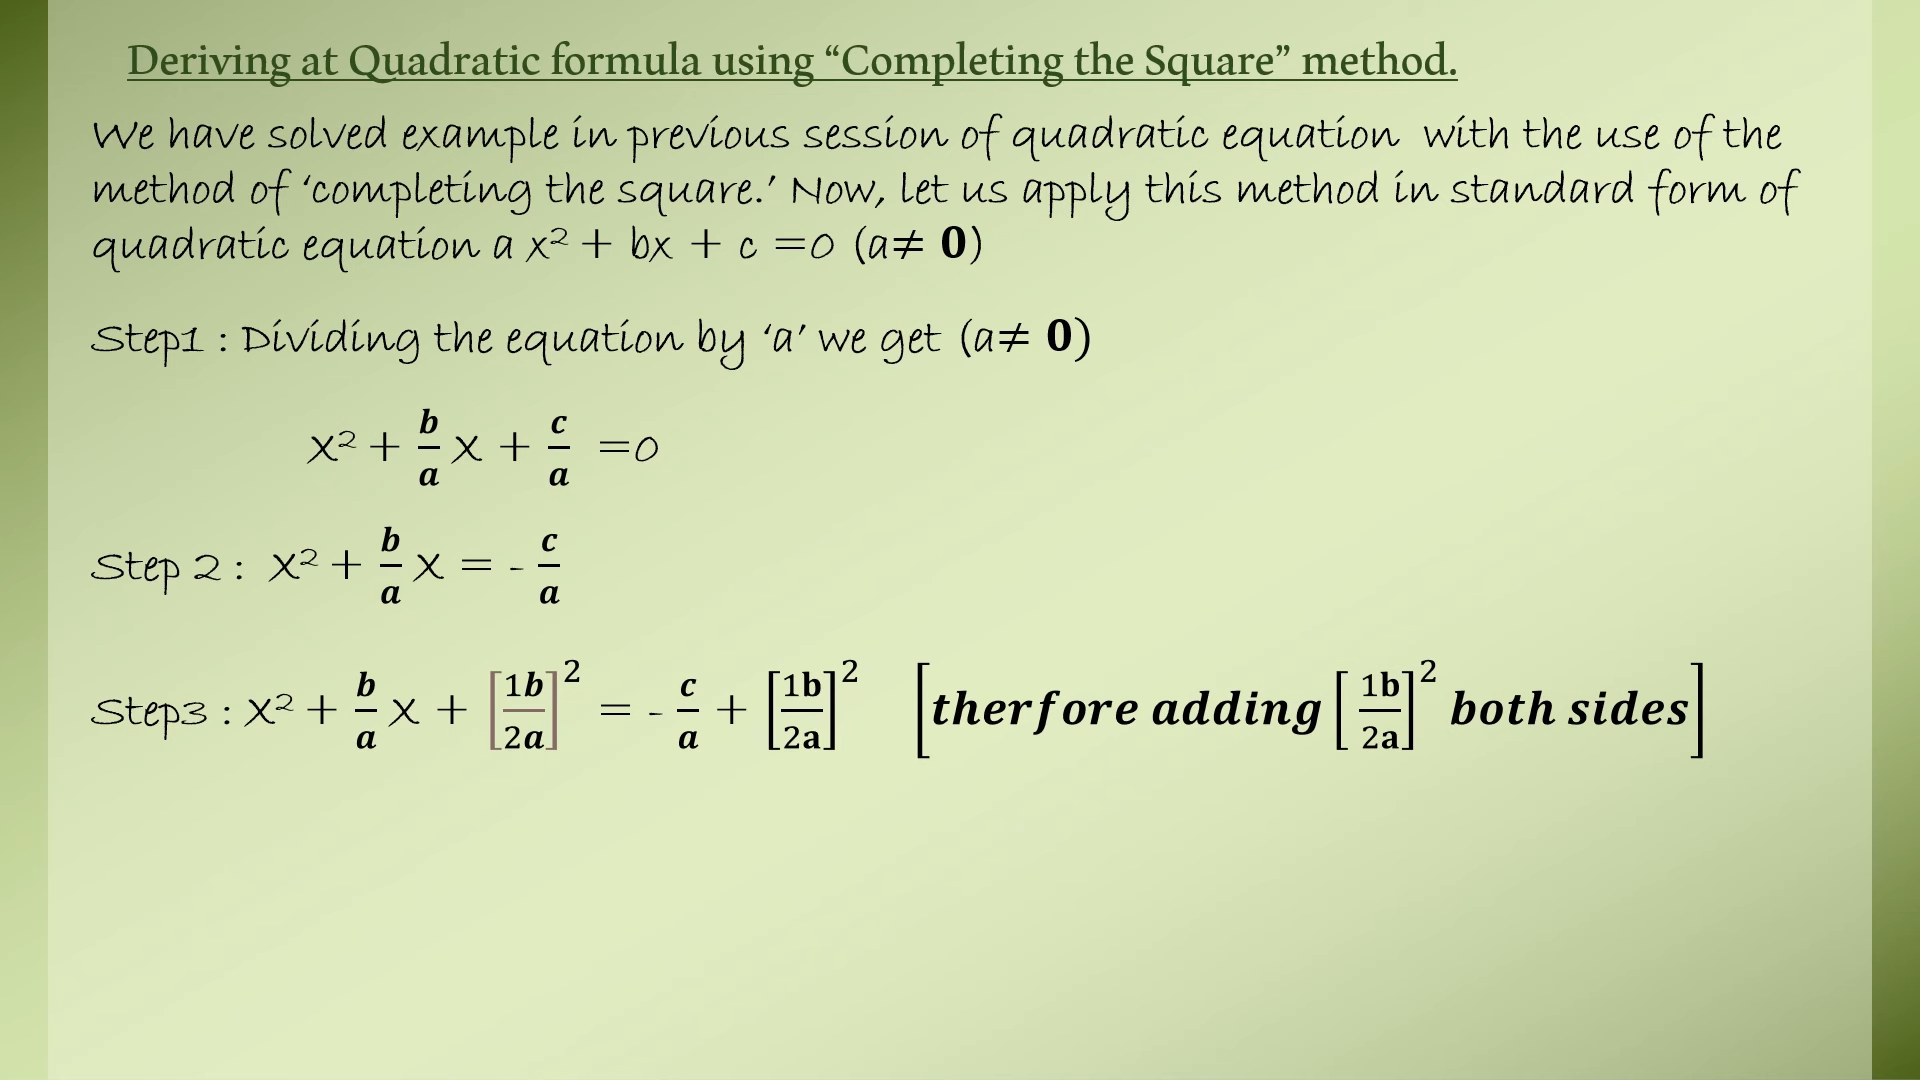 Deriving at Quadratic formula using “Completing the Square” method.
We have solved example in previous session of quadratic equation with the use of the
method of ‘completing the square.’ Now, let us apply this method in standard form of
quadratic equation a x² + bx + c =0 (a≠ 0)
Step1 : Dividing the equation by ‘a’ we get (a≠ 0)
x² + b/a x + c/a =0
Step 2 : x² + b/a x = - c/a
Step3 : x² + b/a x + [1b/2a]² = - c/a + [1b/2a]² [therfore adding [1b/2a]² both sides]